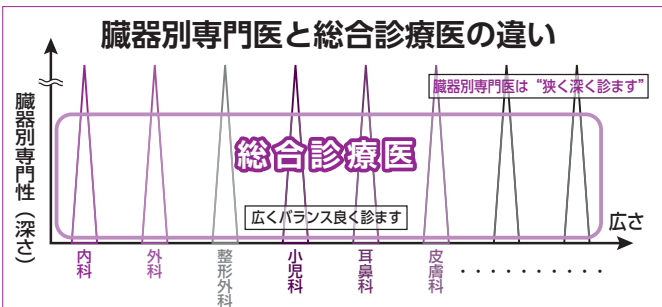 臓器別専門医と総合診療医の違い
臓器別専門医は“狭く深く診ます”
臓器別専門性（深さ）
総合診療医
広くバランス良く診ます
広さ
内科
外科
整形外科
小児科
耳鼻科
皮膚科
・・・・・・・・・・・